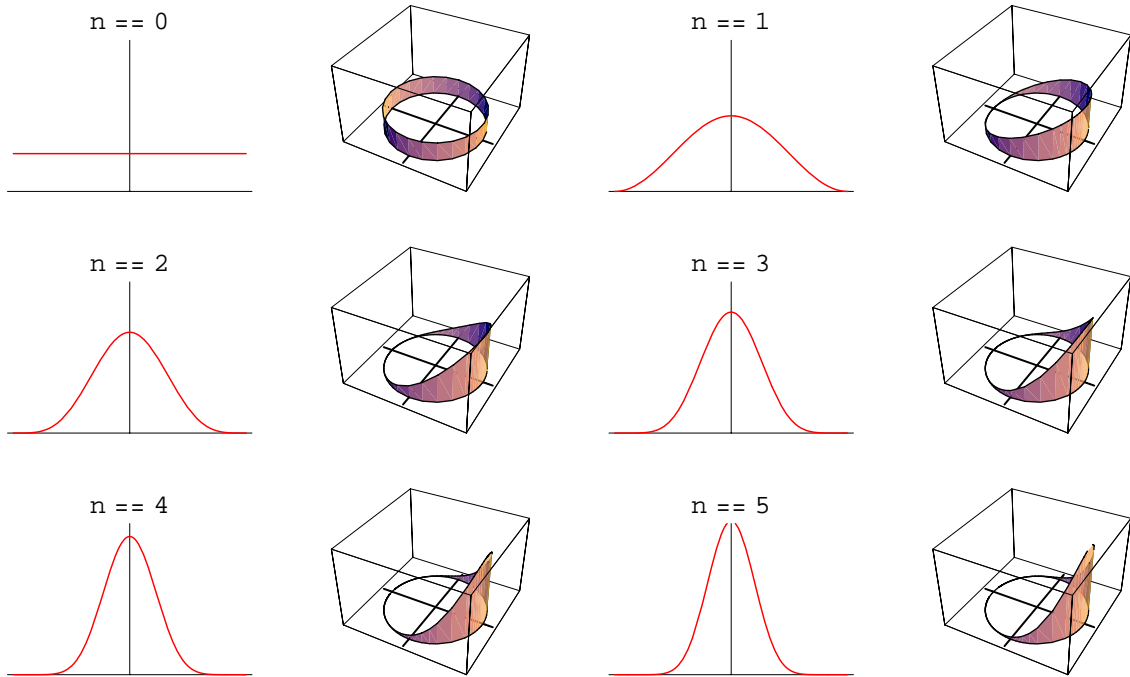 n == 0
n == 1
n == 2
n == 3
n == 4
n == 5